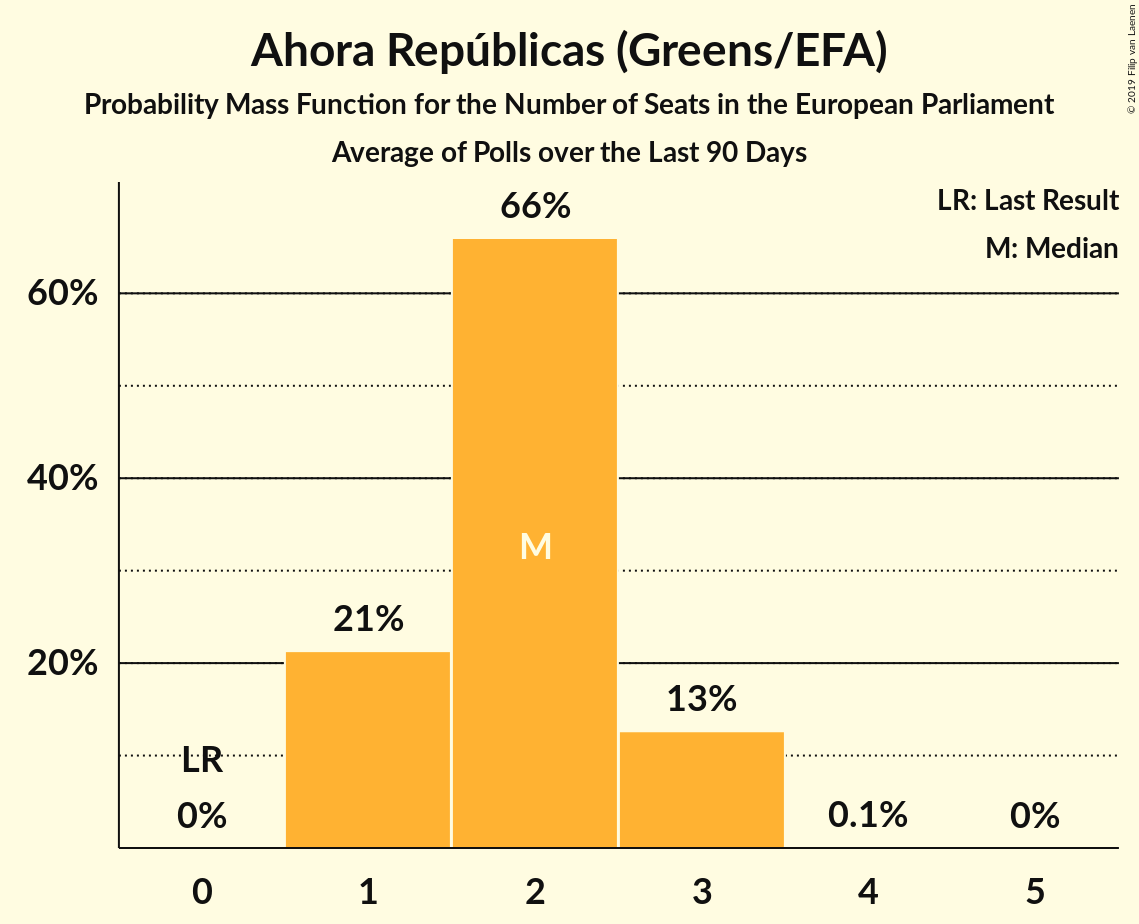 Ahora Repúblicas (Greens/EFA)
Probability Mass Function for the Number of Seats in the European Parliament
Average of Polls over the Last 90 Days
© 2019 Filip van Laenen
LR: Last Result
M: Median
66%
60%
40%
M
21%
20%
13%
LR
0%
0.1%
0%
0 1 2 3 4 5